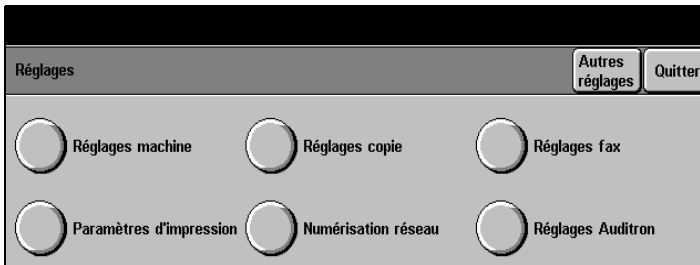 Réglages
Autres
réglages
Quitter
Réglages machine
Réglages copie
Réglages fax
Paramètres d'impression
Numérisation réseau
Réglages Auditron